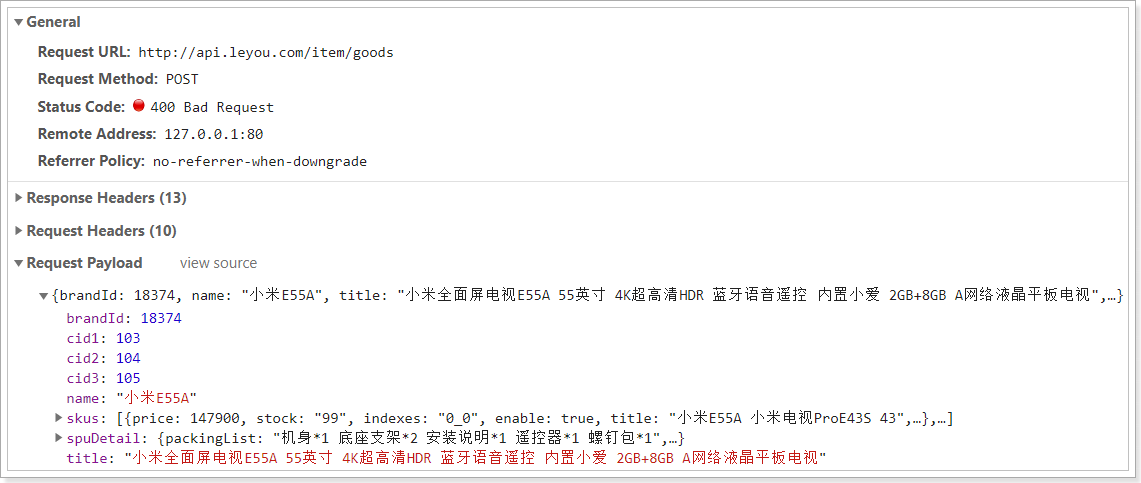 General
Request URL: http://api.leyou.com/item/goods
Request Method: POST
Status Code: 400 Bad Request
Remote Address: 127.0.0.1:80
Referrer Policy: no-referrer-when-downgrade
Response Headers (13)
Request Headers (10)
Request Payload view source
{brandId: 18374, name: "小米E55A", title: "小米全面屏电视E55A 55英寸 4K超高清HDR 蓝牙语音遥控 内置小爱 2GB+8GB A网络液晶平板电视",…}
brandId: 18374
cid1: 103
cid2: 104
cid3: 105
name: "小米E55A"
skus: [{price: 147900, stock: "99", indexes: "0_0", enable: true, title: "小米E55A 小米电视ProE43S 43",…},…]
spuDetail: {packingList: "机身*1 底座支架*2 安装说明*1 遥控器*1 螺钉包*1",…}
title: "小米全面屏电视E55A 55英寸 4K超高清HDR 蓝牙语音遥控 内置小爱 2GB+8GB A网络液晶平板电视"